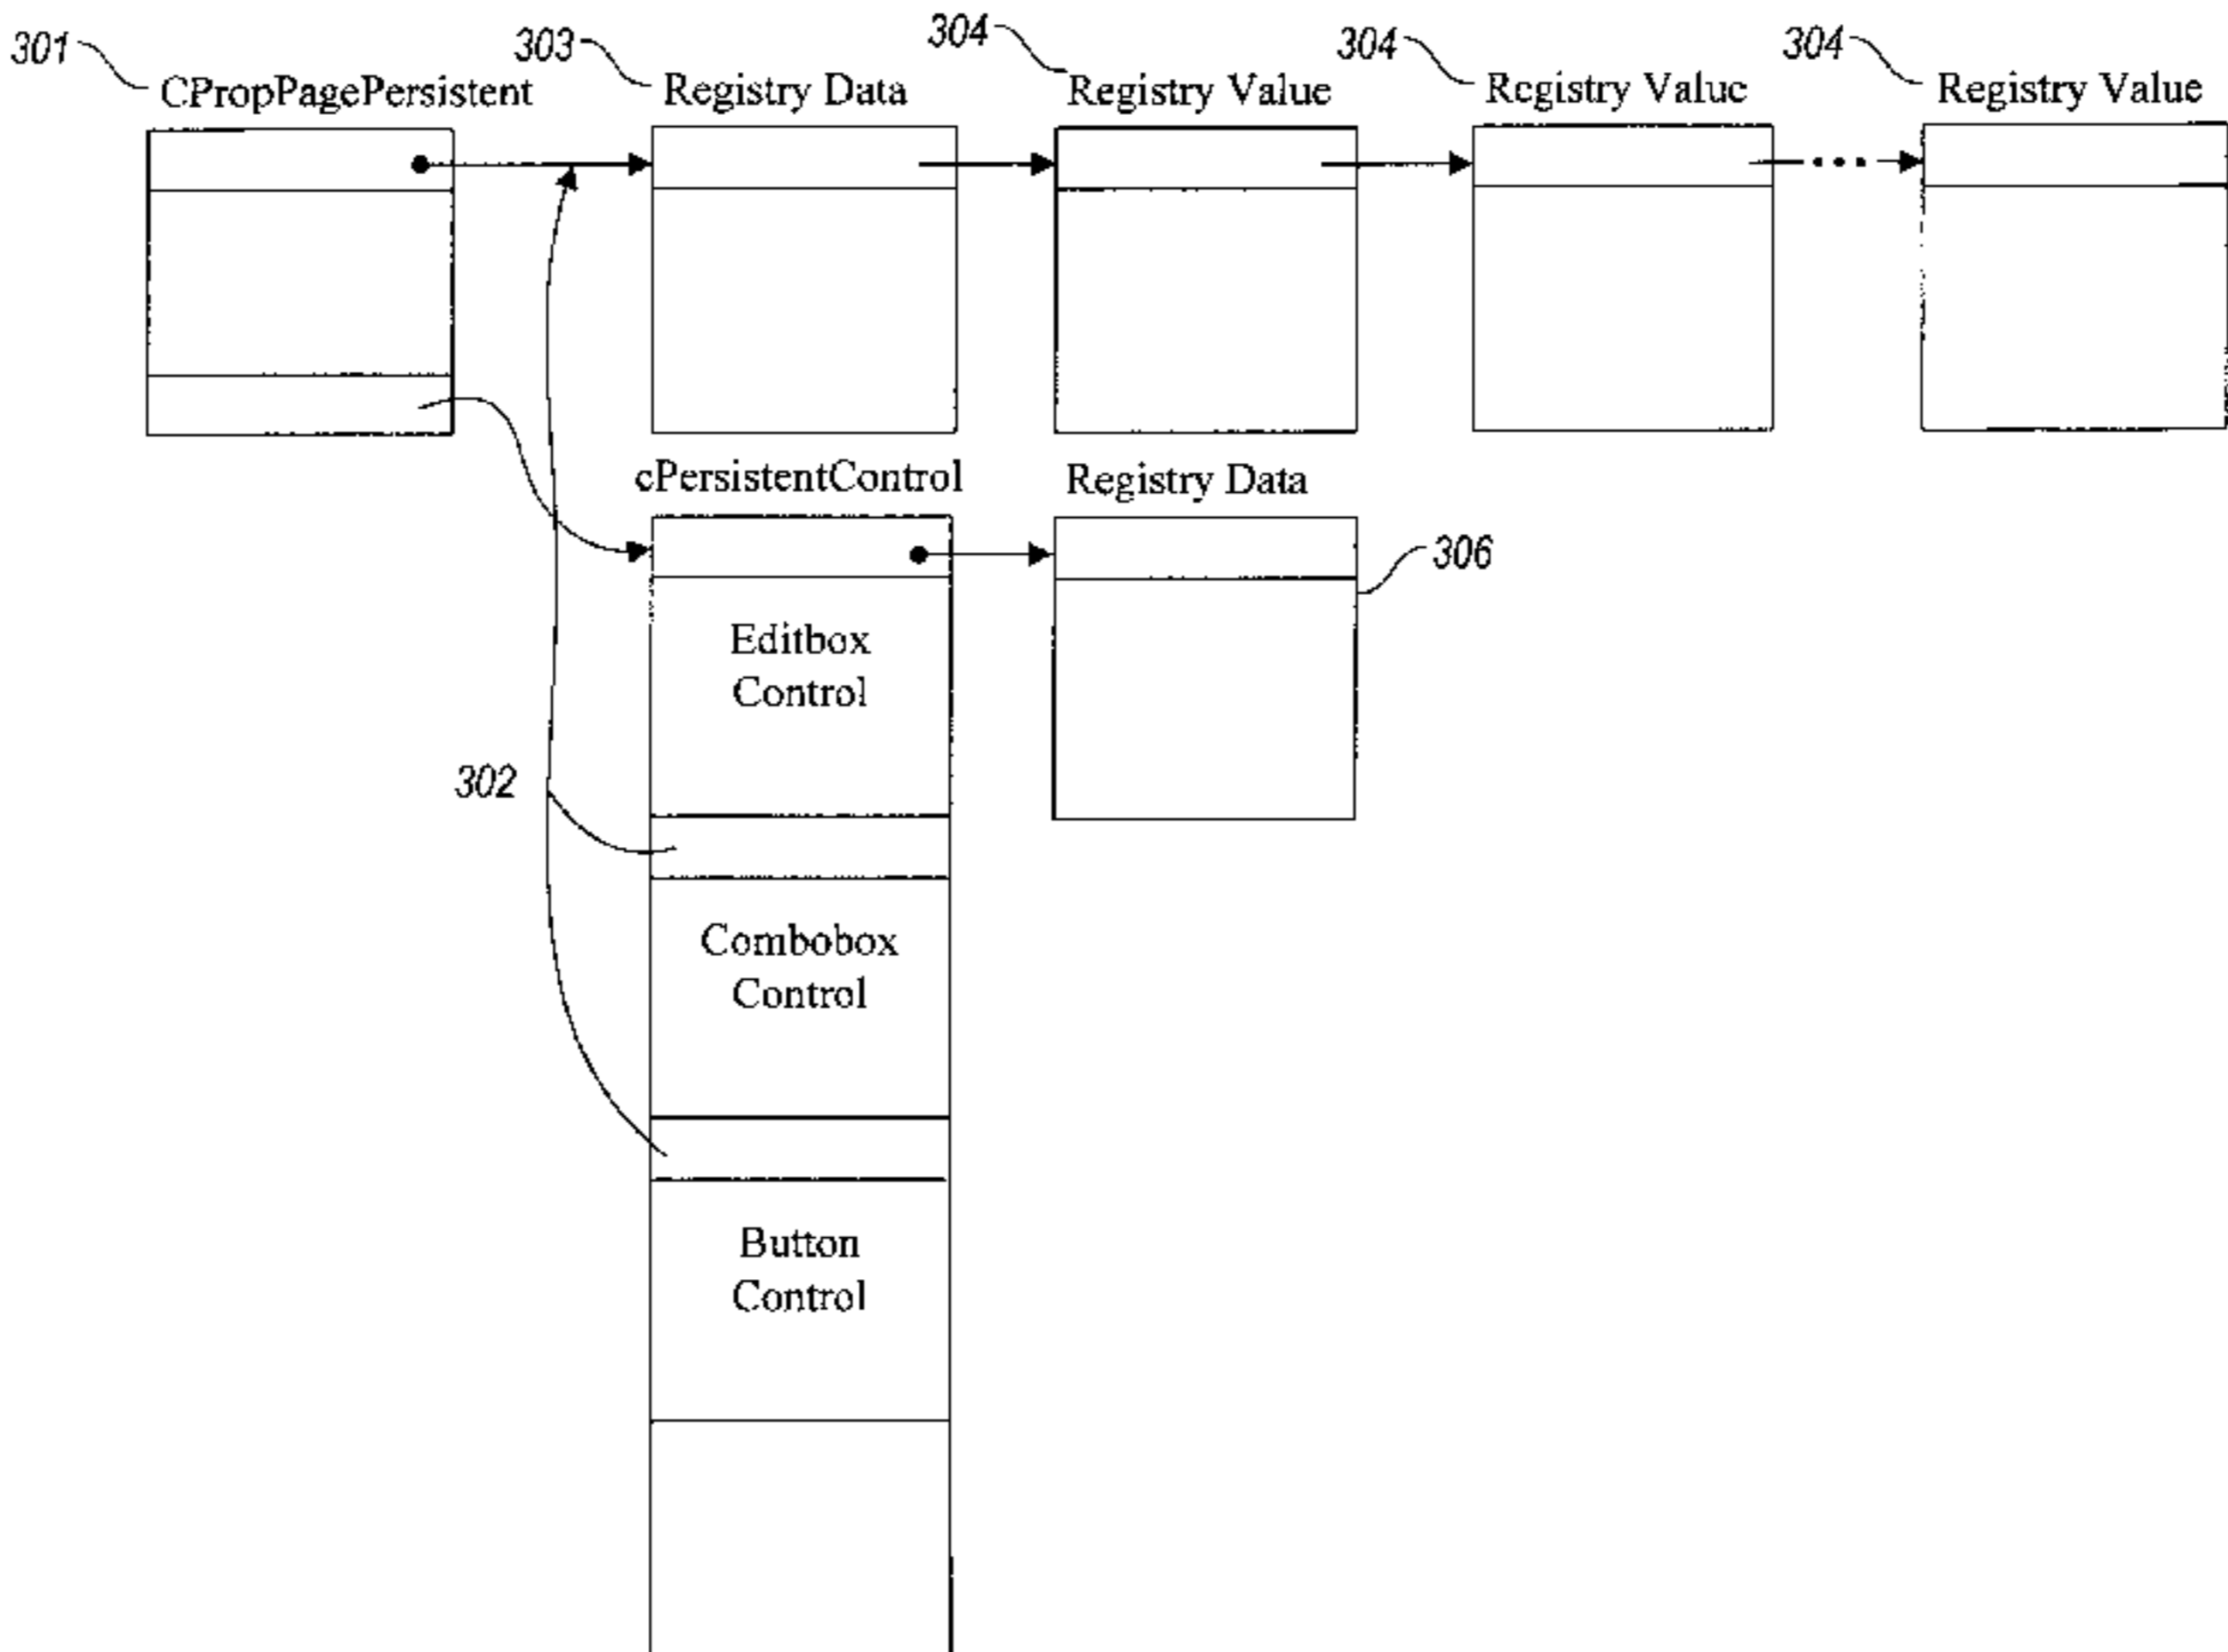 301
303
304
304
304
CPropPagePersistent
Registry Data
Registry Value
Registry Value
Registry Value
cPersistentControl
Registry Data
306
Editbox
Control
302
Combobox
Control
Button
Control